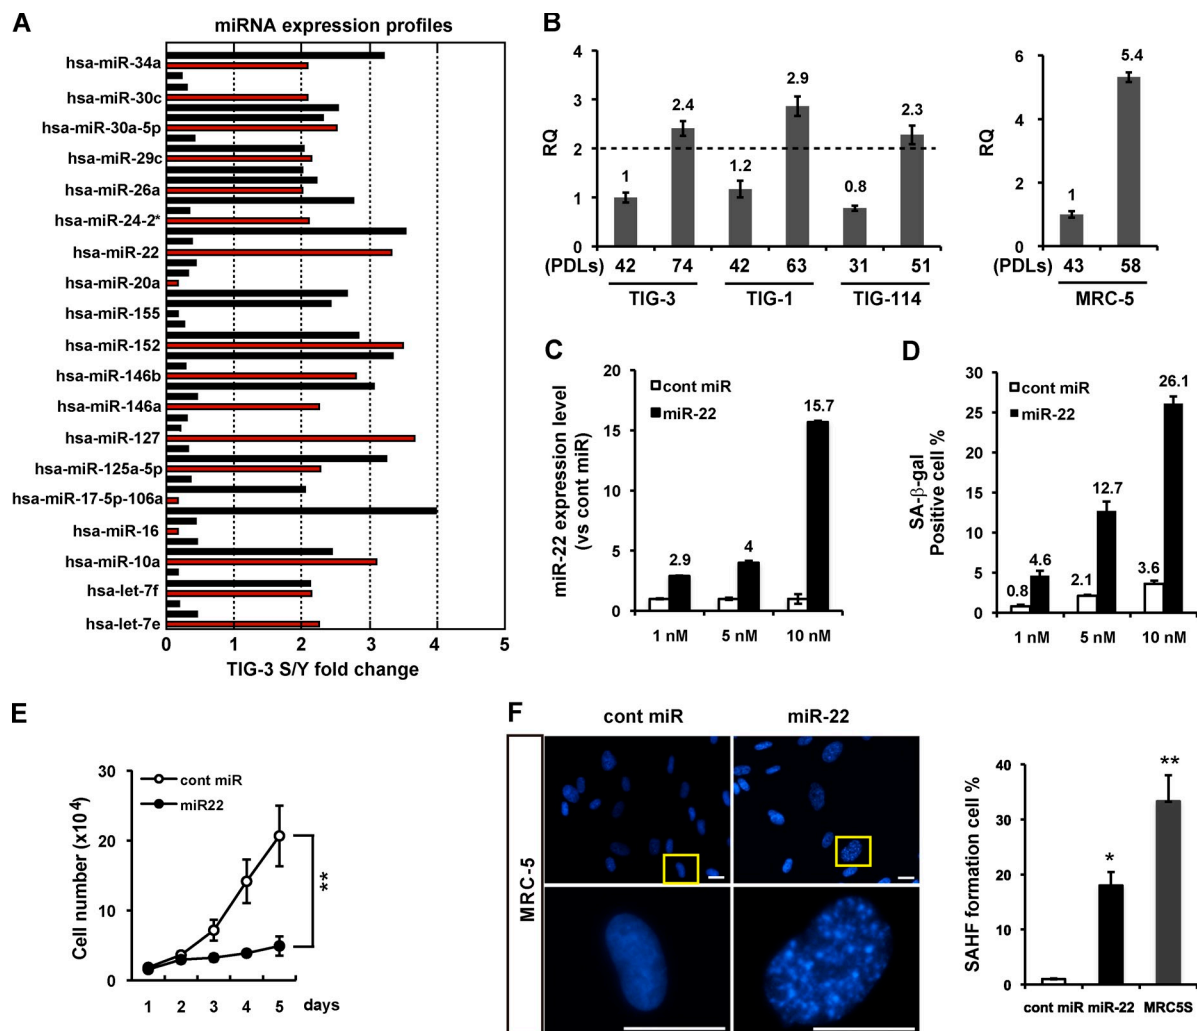 A
miRNA expression profiles
hsa-miR-34a
hsa-miR-30c
hsa-miR-30a-5p
hsa-miR-29c
hsa-miR-26a
hsa-miR-24-2*
hsa-miR-22
hsa-miR-20a
hsa-miR-155
hsa-miR-152
hsa-miR-146b
hsa-miR-146a
hsa-miR-127
hsa-miR-125a-5p
hsa-miR-17-5p-106a
hsa-miR-16
hsa-miR-10a
hsa-let-7f
hsa-let-7e
0 1 2 3 4 5
TIG-3 S/Y fold change
B
RQ
4
3
2
1
0
1 2.4 1.2 2.9 0.8 2.3
(PDLs) 42 74 42 63 31 51
TIG-3 TIG-1 TIG-114
RQ
6
4
2
0
1 5.4
(PDLs) 43 58
MRC-5
C
miR-22 expression level
(vs cont miR)
20
15
10
5
0
cont miR
miR-22
2.9 4 15.7
1 nM 5 nM 10 nM
D
SA-β-gal
Positive cell %
30
25
20
15
10
5
0
cont miR
miR-22
0.8 4.6 2.1 12.7 3.6 26.1
1 nM 5 nM 10 nM
E
Cell number (x10⁴)
30
20
10
0
cont miR
miR22
**
1 2 3 4 5 days
F
cont miR miR-22
MRC-5
SAHF formation cell %
40
30
20
10
0
*
**
cont miR miR-22 MRC5S